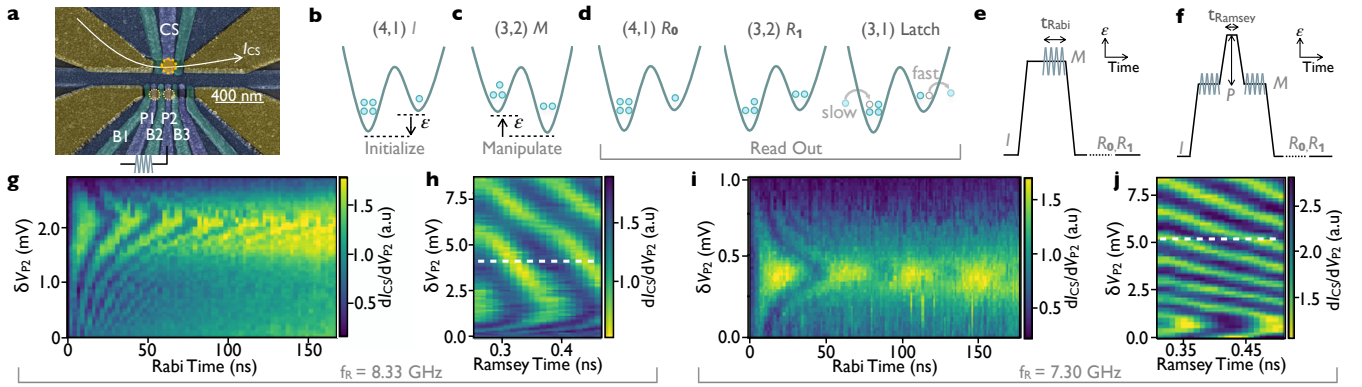 a
CS
I_CS
400 nm
P1 P2
B1 B2 B3
b
(4,1) I
ε
Initialize
c
(3,2) M
ε
Manipulate
d
(4,1) R₀
(3,2) R₁
(3,1) Latch
slow
fast
Read Out
e
t_Rabi
M
I
R₀ R₁
ε
Time
f
t_Ramsey
P
M
I
R₀ R₁
ε
Time
g
δV_P2 (mV)
2.0
1.0
0.0
0 50 100 150
Rabi Time (ns)
1.5
1.0
0.5
dI_CS/dV_P2 (a.u)
h
δV_P2 (mV)
7.5
5.0
2.5
0
0.3 0.4
Ramsey Time (ns)
1.5
1.0
dI_CS/dV_P2 (a.u)
f_R = 8.33 GHz
i
δV_P2 (mV)
1.0
0.5
0.0
0 50 100 150
Rabi Time (ns)
1.5
1.0
0.5
dI_CS/dV_P2 (a.u)
j
δV_P2 (mV)
7.5
5.0
2.5
0.0
0.35 0.45
Ramsey Time (ns)
2.5
2.0
1.5
dI_CS/dV_P2 (a.u)
f_R = 7.30 GHz